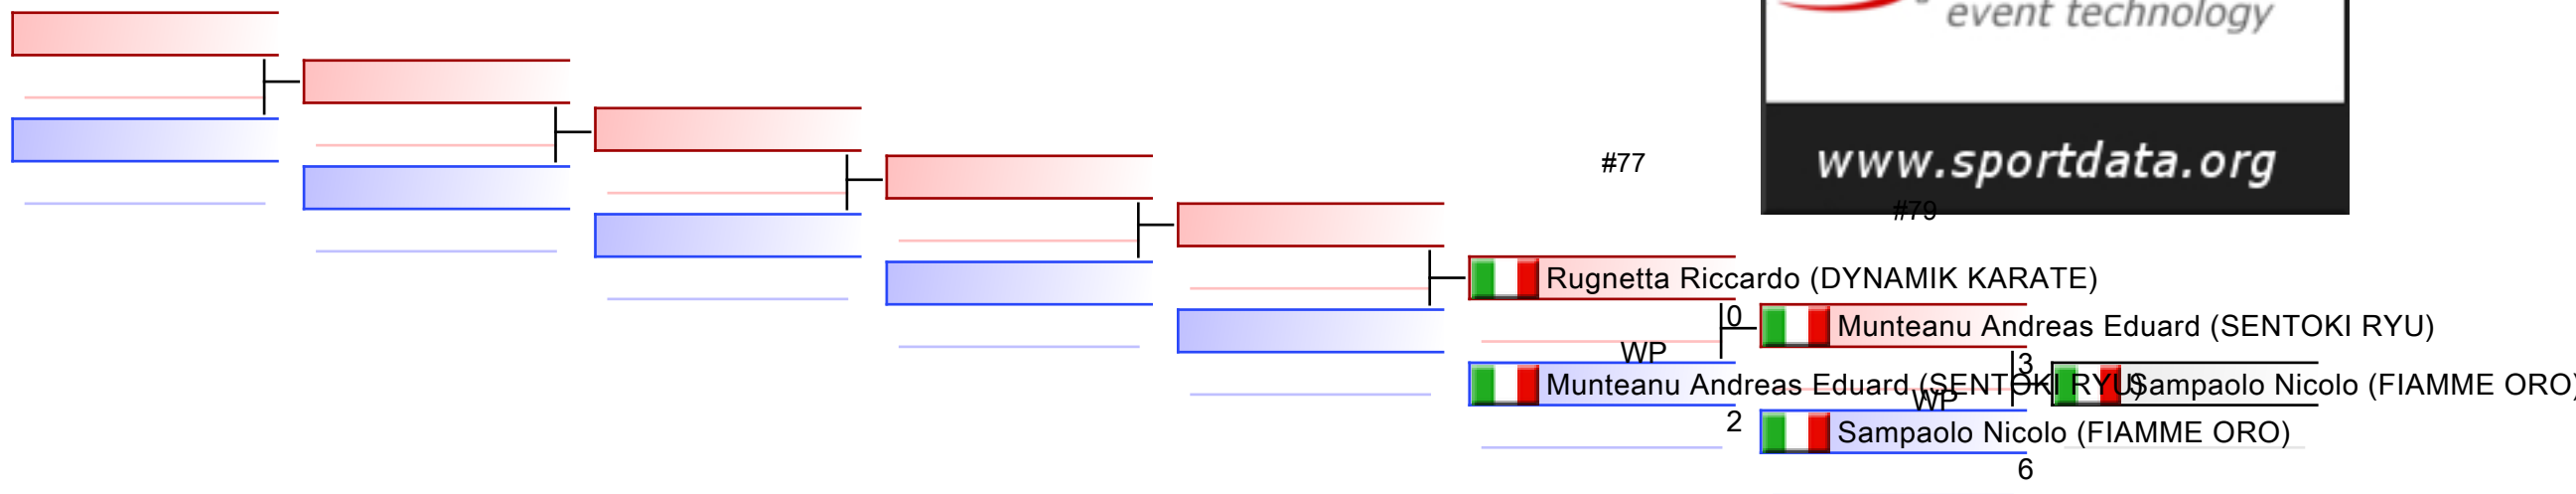 event technology
#77
www.sportdata.org
#79
Rugnetta Riccardo (DYNAMIK KARATE)
0
Munteanu Andreas Eduard (SENTOKI RYU)
WP
3
Munteanu Andreas Eduard (SENTOKI RYU)
Sampaolo Nicolo (FIAMME ORO)
WP
2
Sampaolo Nicolo (FIAMME ORO)
6